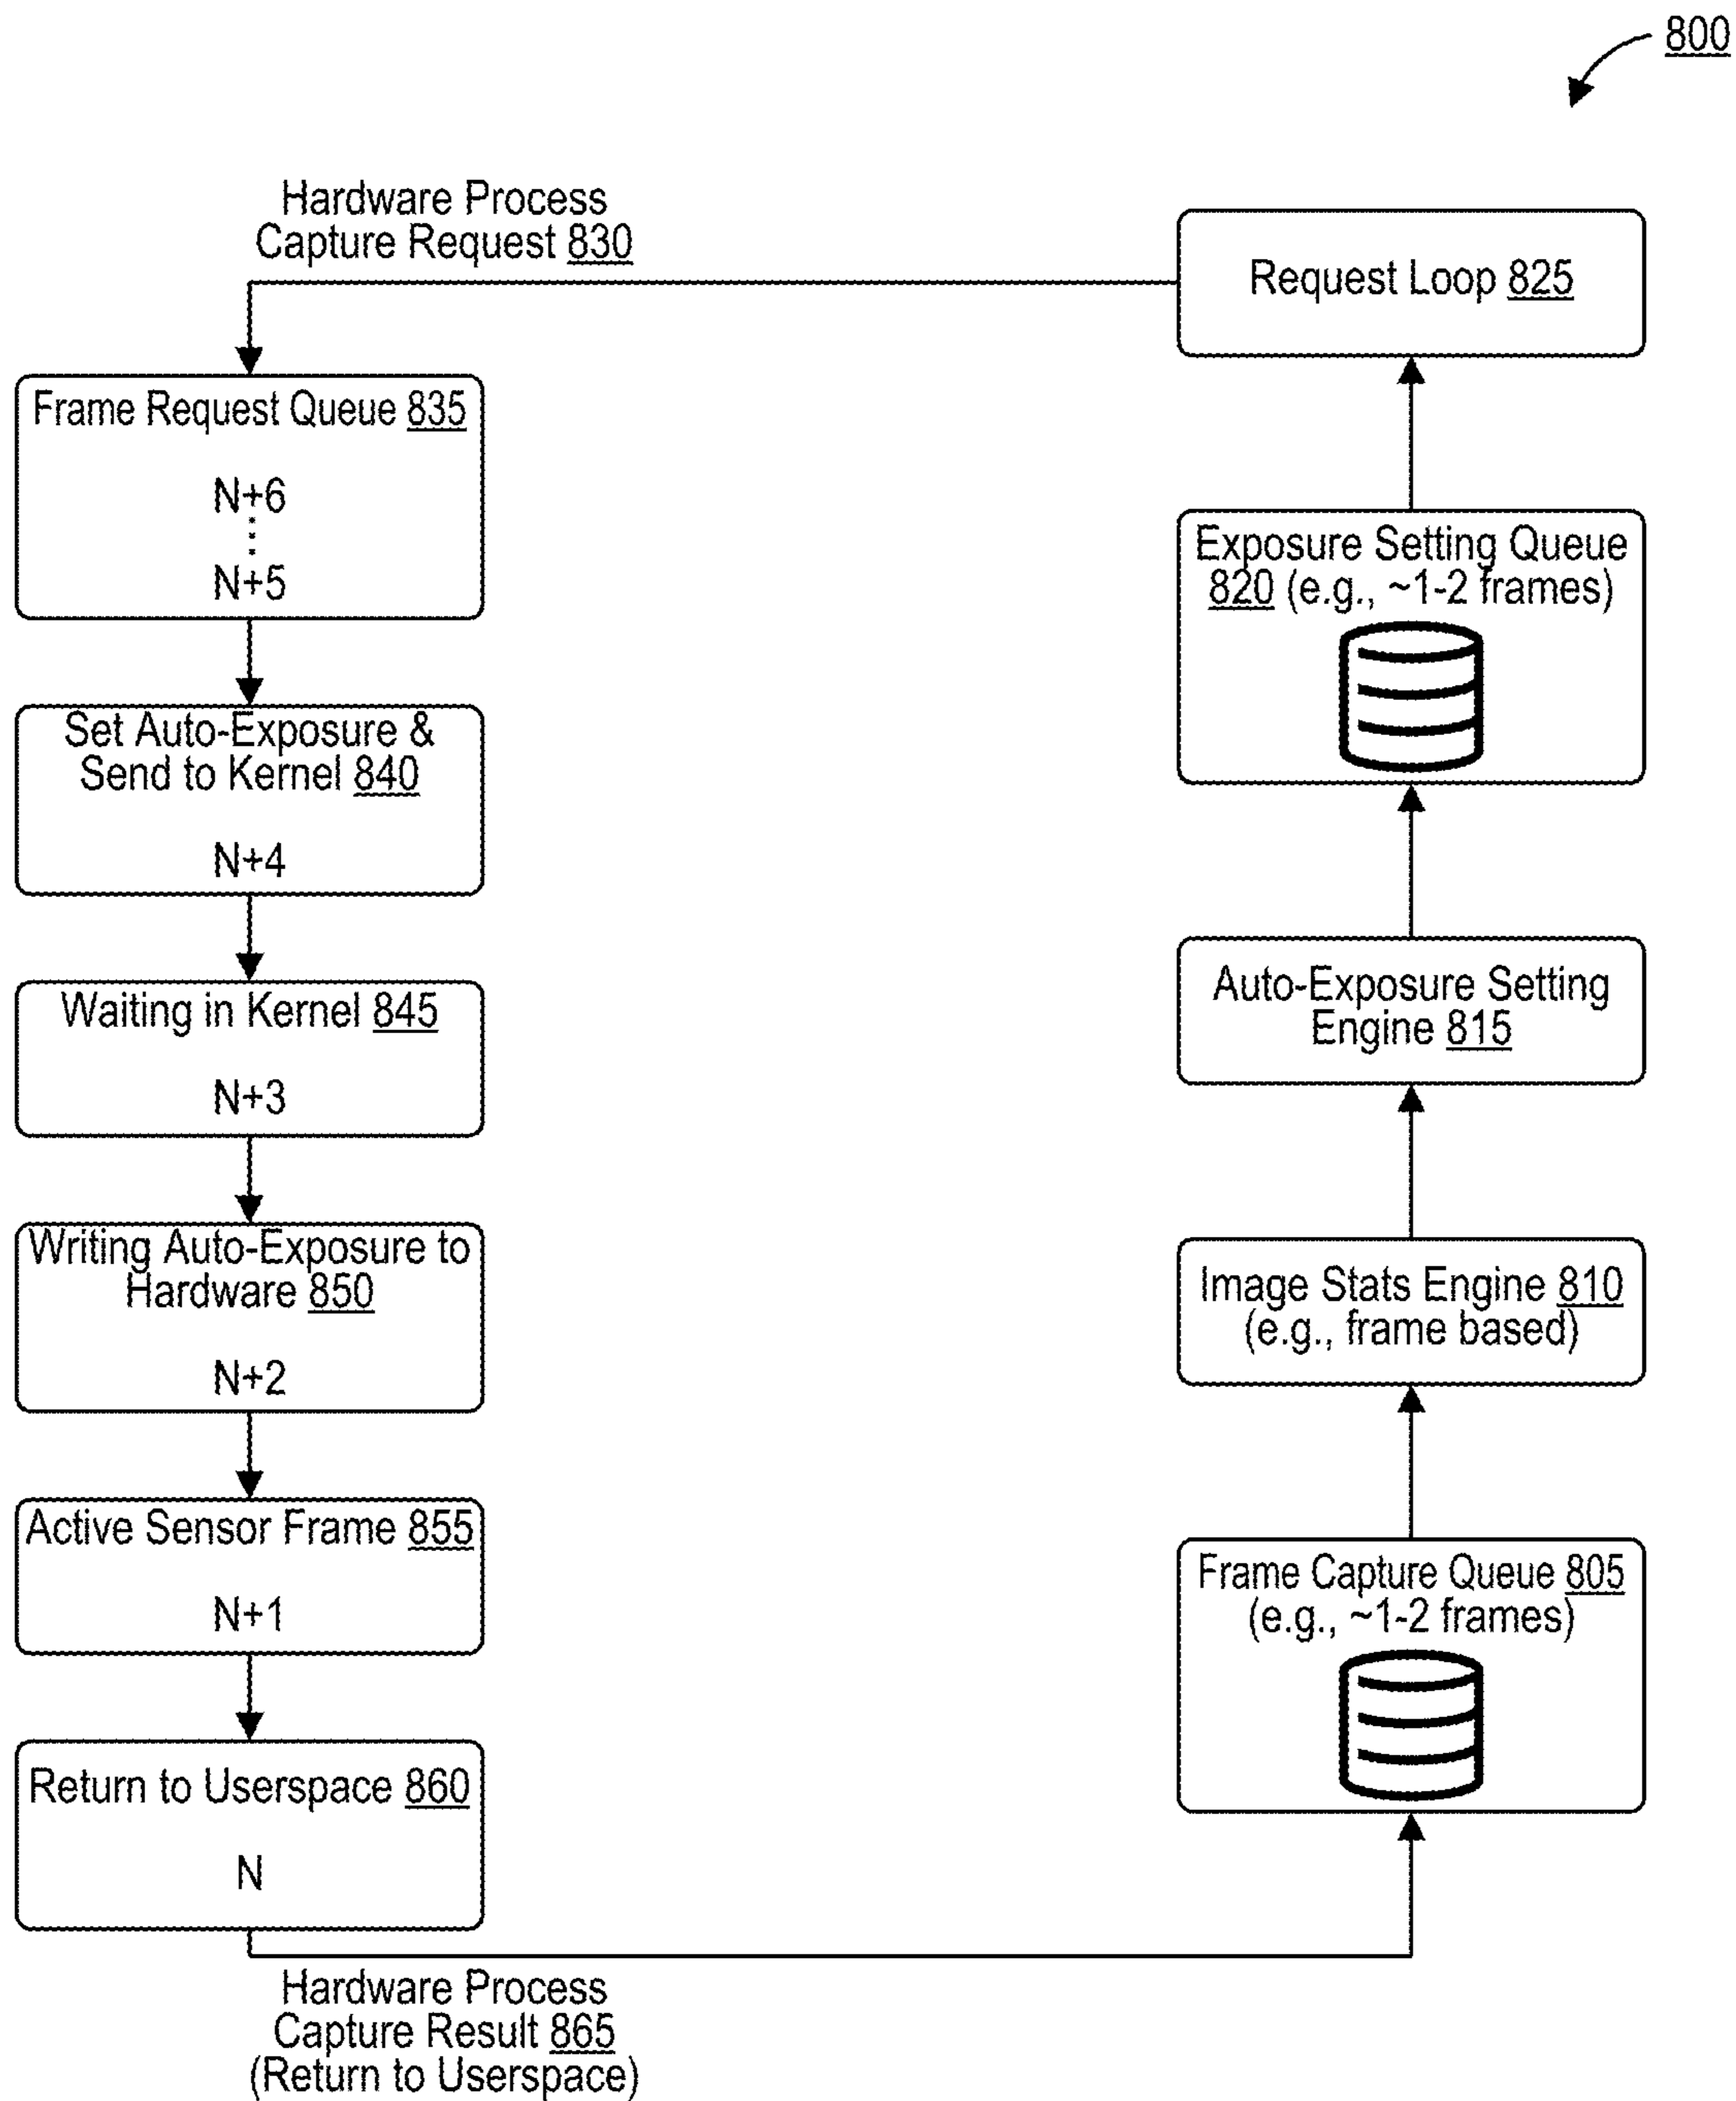 800
Hardware Process
Capture Request 830
Request Loop 825
Frame Request Queue 835
N+6
N+5
Set Auto-Exposure &
Send to Kernel 840
N+4
Waiting in Kernel 845
N+3
Writing Auto-Exposure to
Hardware 850
N+2
Active Sensor Frame 855
N+1
Return to Userspace 860
N
Hardware Process
Capture Result 865
(Return to Userspace)
Exposure Setting Queue
820 (e.g., ~1-2 frames)
Auto-Exposure Setting
Engine 815
Image Stats Engine 810
(e.g., frame based)
Frame Capture Queue 805
(e.g., ~1-2 frames)